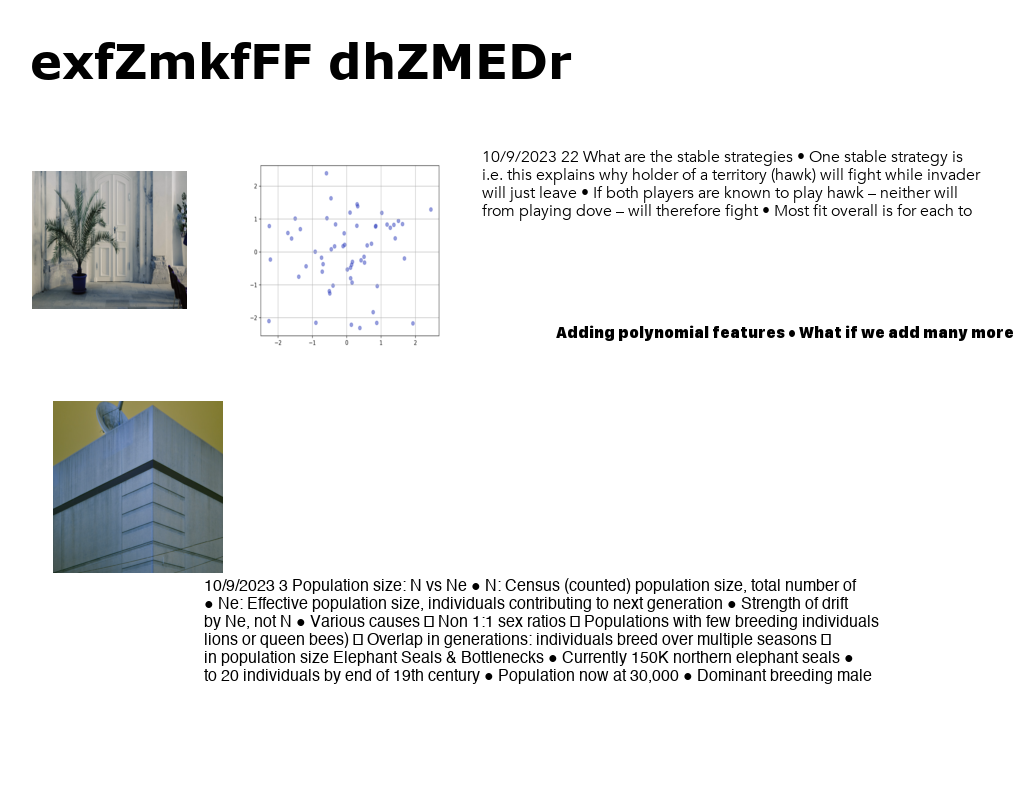 exfZmkfFF dhZMEDr
10/9/2023 22 What are the stable strategies • One stable strategy is
i.e. this explains why holder of a territory (hawk) will fight while invader
will just leave • If both players are known to play hawk – neither will
from playing dove – will therefore fight • Most fit overall is for each to
2
1
0
−1
−2
−2 −1 0 1 2
Adding polynomial features • What if we add many more
10/9/2023 3 Population size: N vs Ne ● N: Census (counted) population size, total number of
● Ne: Effective population size, individuals contributing to next generation ● Strength of drift
by Ne, not N ● Various causes □ Non 1:1 sex ratios □ Populations with few breeding individuals
lions or queen bees) □ Overlap in generations: individuals breed over multiple seasons □
in population size Elephant Seals & Bottlenecks ● Currently 150K northern elephant seals ●
to 20 individuals by end of 19th century ● Population now at 30,000 ● Dominant breeding male